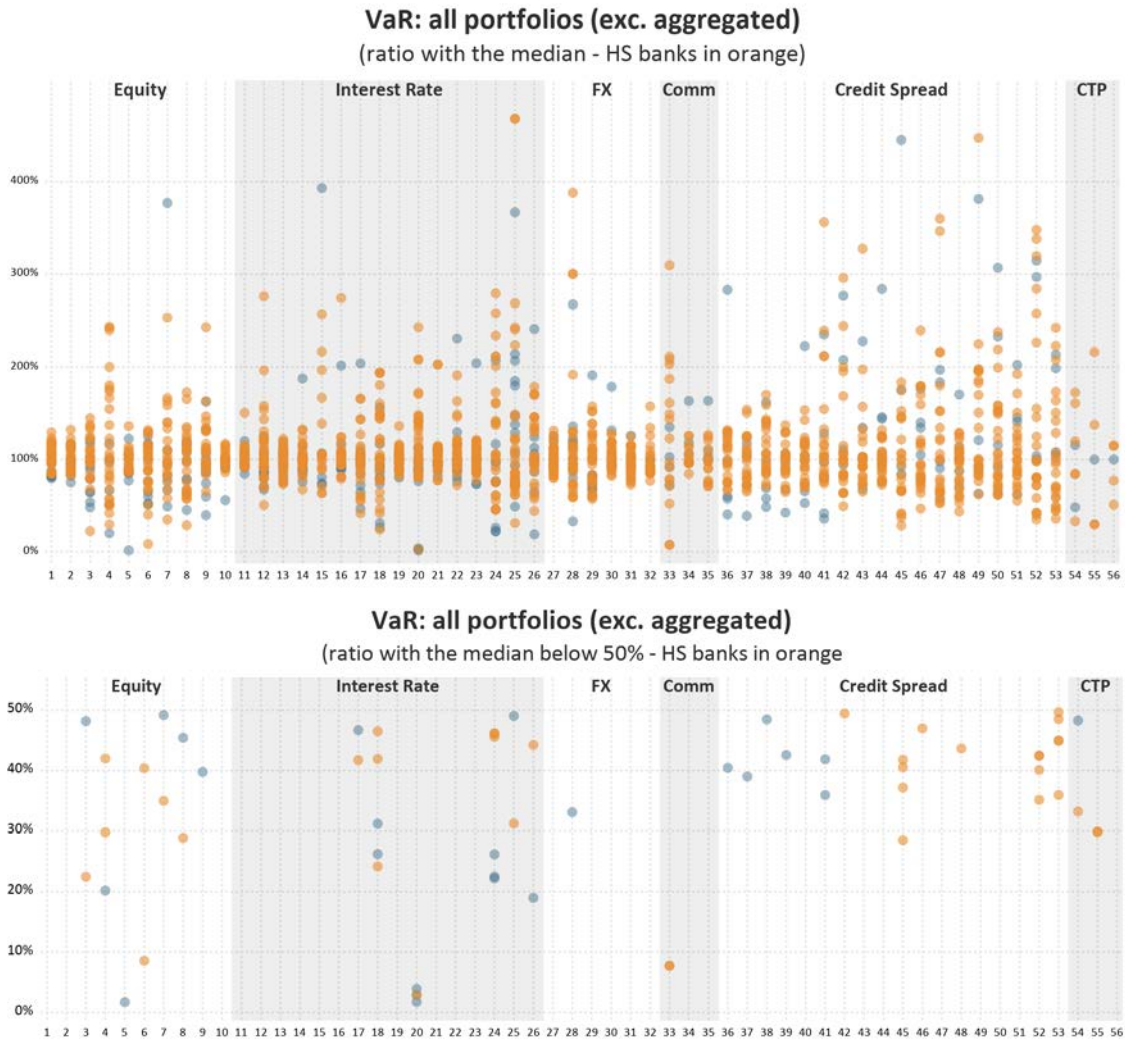 VaR: all portfolios (exc. aggregated)
(ratio with the median - HS banks in orange)
Equity Interest Rate FX Comm Credit Spread CTP
400%
300%
200%
100%
0%
1 2 3 4 5 6 7 8 9 10 11 12 13 14 15 16 17 18 19 20 21 22 23 24 25 26 27 28 29 30 31 32 33 34 35 36 37 38 39 40 41 42 43 44 45 46 47 48 49 50 51 52 53 54 55 56
VaR: all portfolios (exc. aggregated)
(ratio with the median below 50% - HS banks in orange
Equity Interest Rate FX Comm Credit Spread CTP
50%
40%
30%
20%
10%
0%
1 2 3 4 5 6 7 8 9 10 11 12 13 14 15 16 17 18 19 20 21 22 23 24 25 26 27 28 29 30 31 32 33 34 35 36 37 38 39 40 41 42 43 44 45 46 47 48 49 50 51 52 53 54 55 56